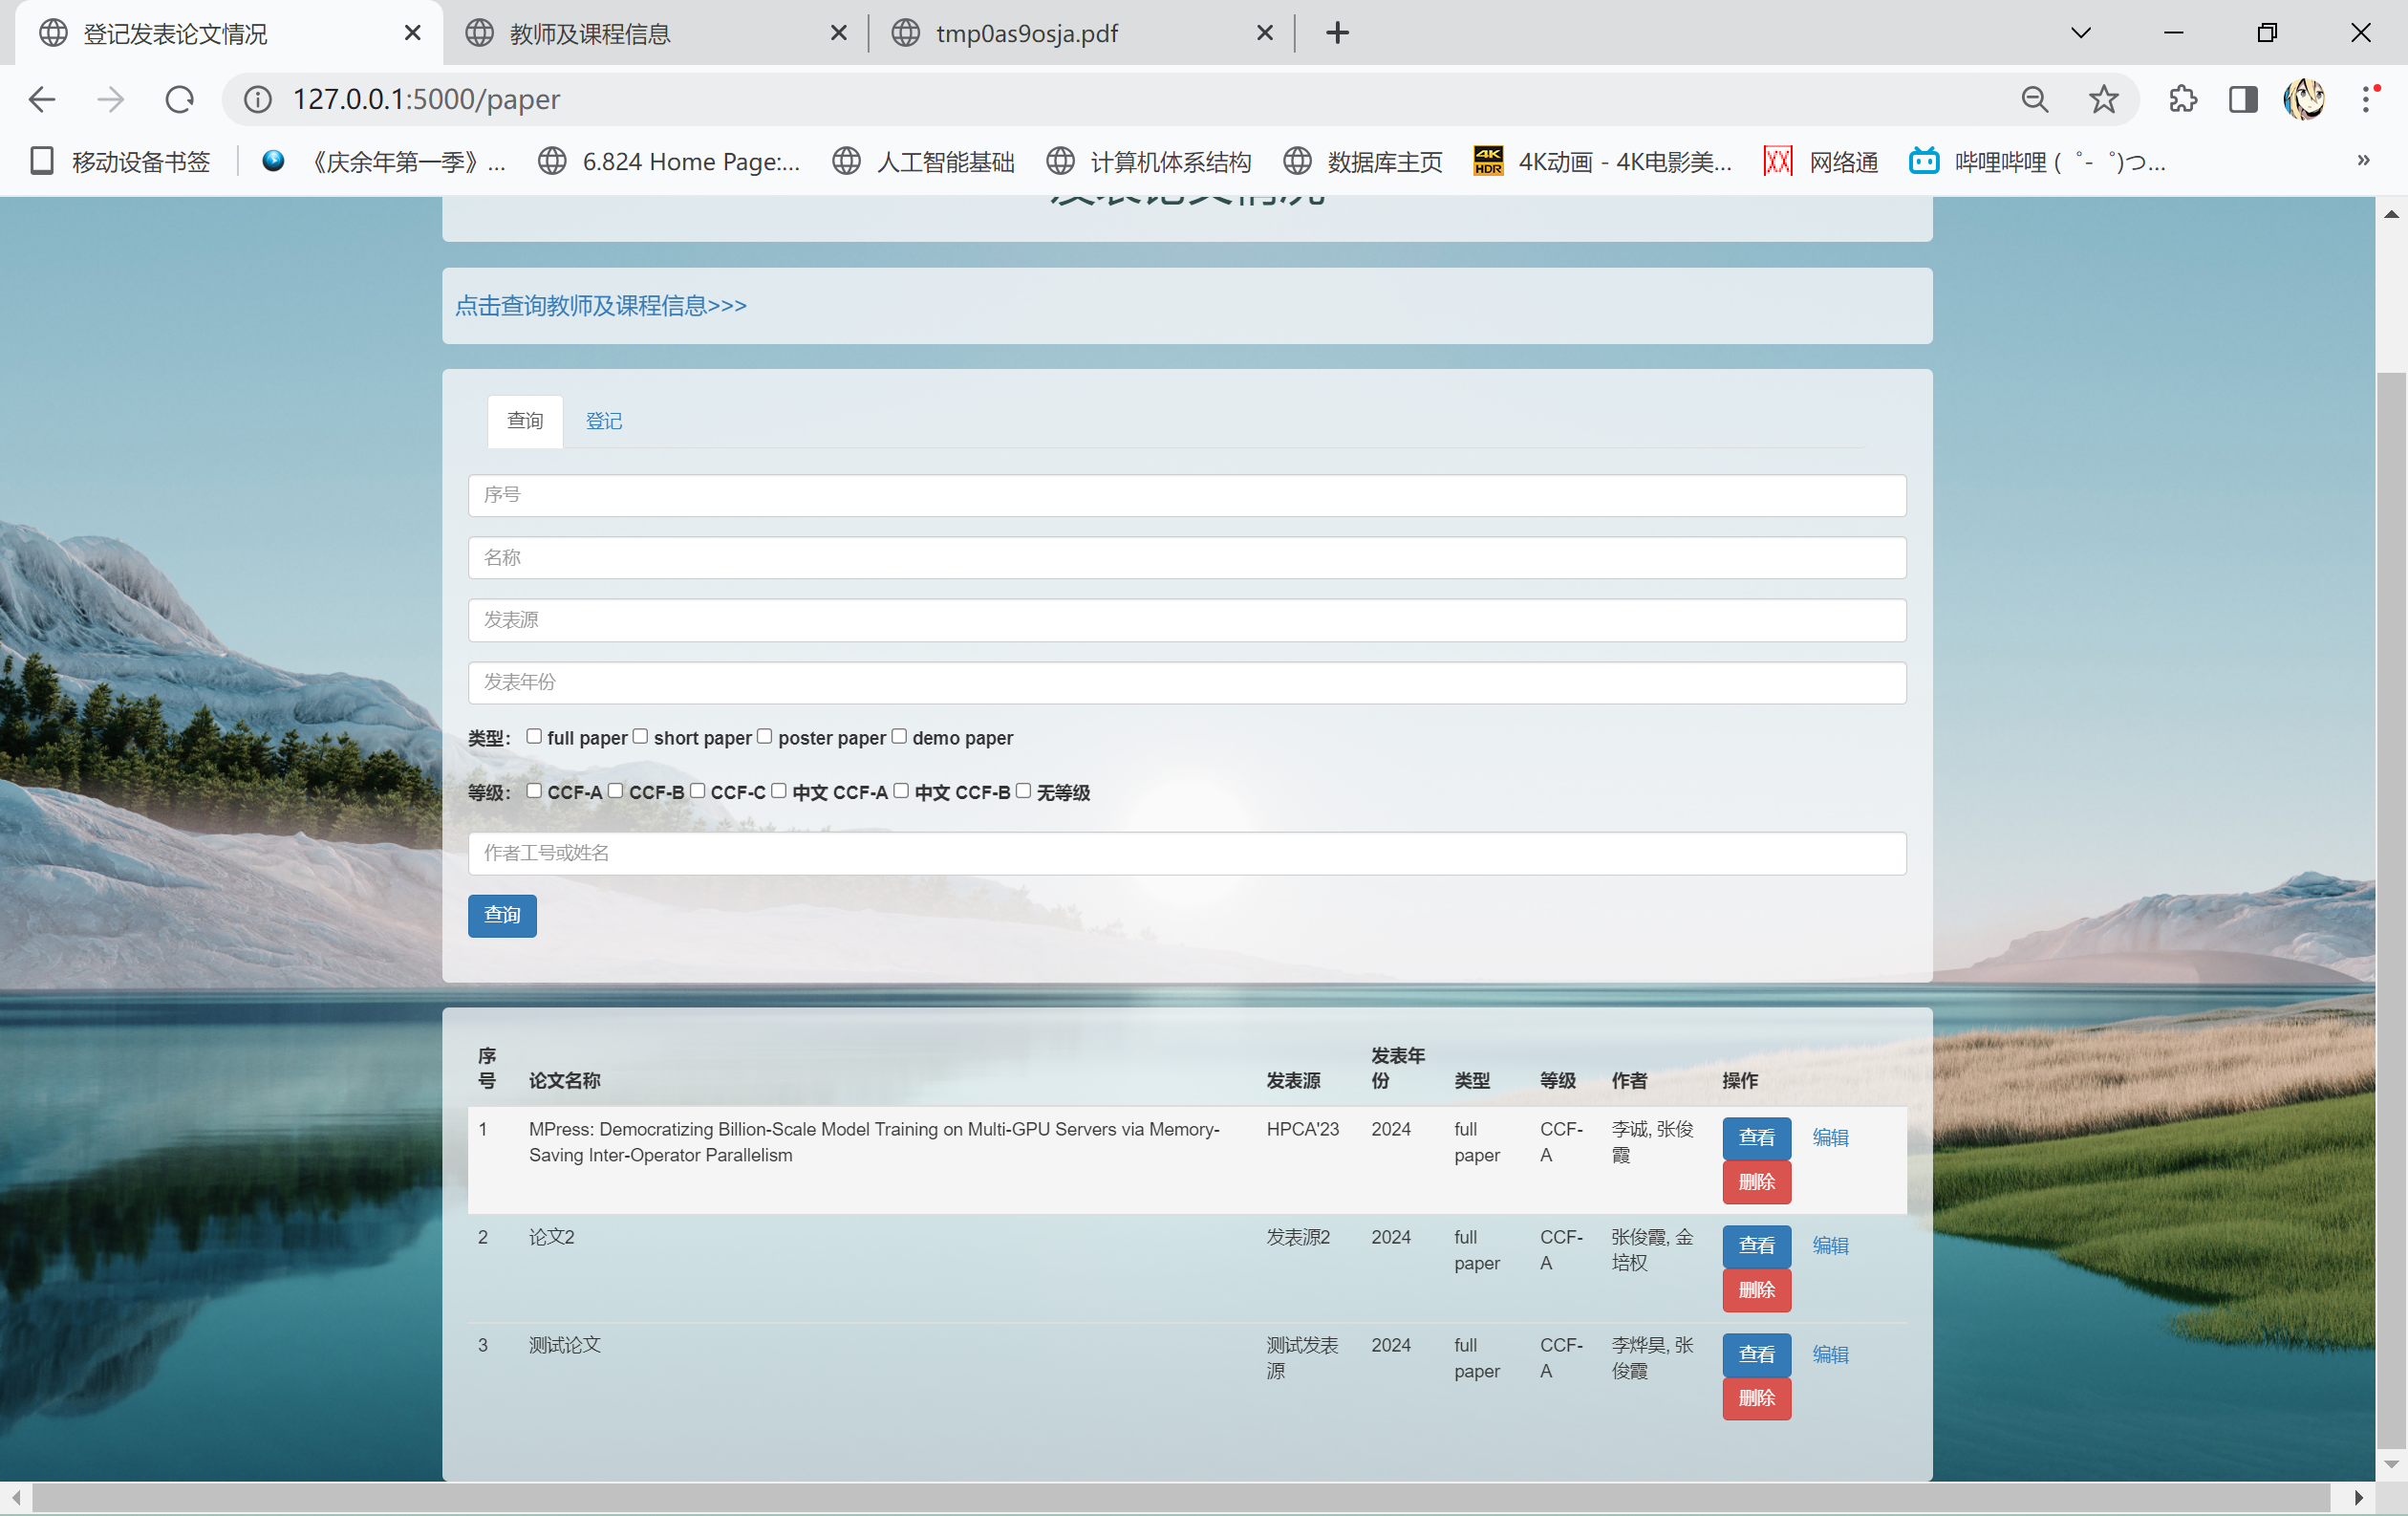 登记发表论文情况
教师及课程信息
tmp0as9osja.pdf
127.0.0.1:5000/paper
移动设备书签
《庆余年第一季》...
6.824 Home Page:...
人工智能基础
计算机体系结构
数据库主页
4K动画 - 4K电影美...
网络通
哔哩哔哩 (゜-゜)つ...
»
发表论文情况
点击查询教师及课程信息>>>
查询 登记
序号
名称
发表源
发表年份
类型: full paper short paper poster paper demo paper
等级: CCF-A CCF-B CCF-C 中文 CCF-A 中文 CCF-B 无等级
作者工号或姓名
查询
序号 论文名称 发表源 发表年份 类型 等级 作者 操作
1 MPress: Democratizing Billion-Scale Model Training on Multi-GPU Servers via Memory-
Saving Inter-Operator Parallelism
HPCA'23 2024 full paper CCF-A 李诚, 张俊霞 查看 编辑
删除
2 论文2 发表源2 2024 full paper CCF-A 张俊霞, 金培权 查看 编辑
删除
3 测试论文 测试发表源 2024 full paper CCF-A 李烨昊, 张俊霞 查看 编辑
删除